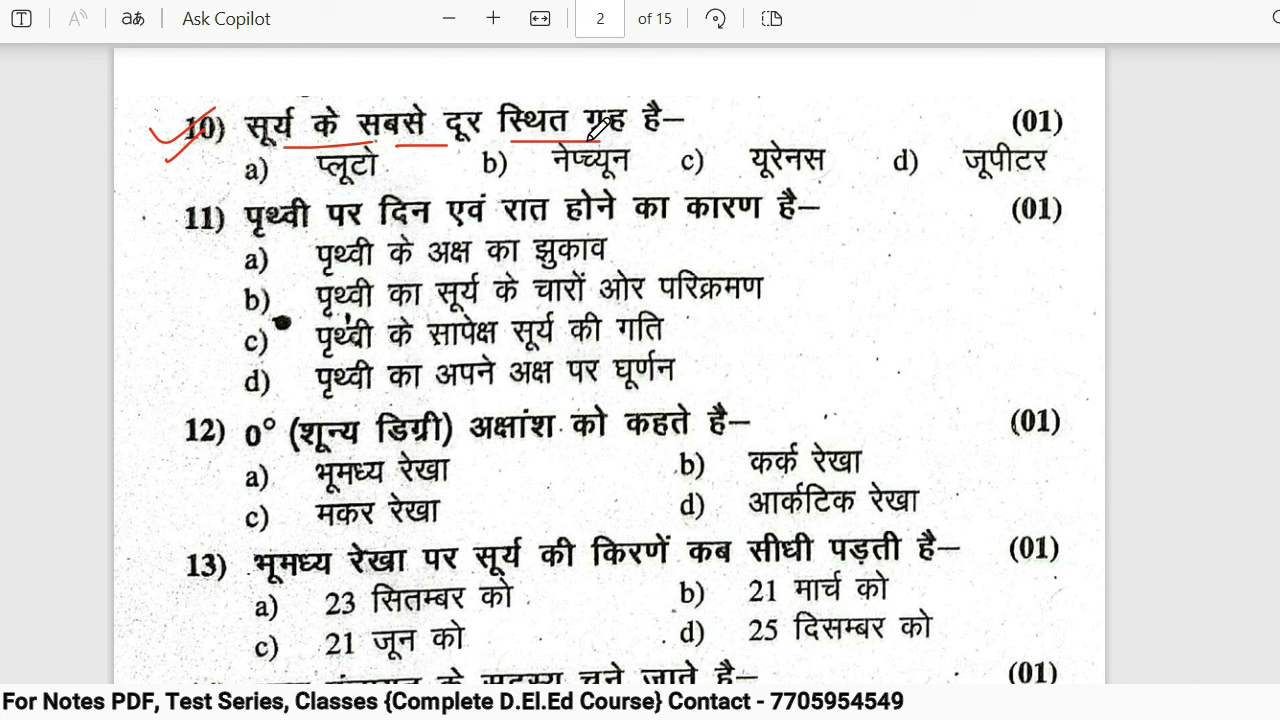 Ask Copilot
2 of 15
10) सूर्य के सबसे दूर स्थित ग्रह है– (01)
a) प्लूटो b) नेप्च्यून c) यूरेनस d) जूपीटर
11) पृथ्वी पर दिन एवं रात होने का कारण है– (01)
a) पृथ्वी के अक्ष का झुकाव
b) पृथ्वी का सूर्य के चारों ओर परिक्रमण
c) पृथ्वी के सापेक्ष सूर्य की गति
d) पृथ्वी का अपने अक्ष पर घूर्णन
12) 0° (शून्य डिग्री) अक्षांश को कहते है– (01)
a) भूमध्य रेखा b) कर्क रेखा
c) मकर रेखा d) आर्कटिक रेखा
13) भूमध्य रेखा पर सूर्य की किरणें कब सीधी पड़ती है– (01)
a) 23 सितम्बर को b) 21 मार्च को
c) 21 जून को d) 25 दिसम्बर को
के सदस्य चुने जाते है– (01)
For Notes PDF, Test Series, Classes {Complete D.El.Ed Course} Contact - 7705954549